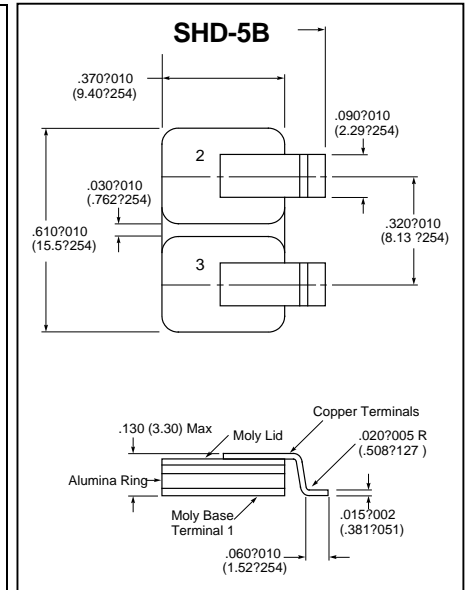 SHD-5B
.370?010
(9.40?254)
.090?010
(2.29?254)
2
.030?010
(.762?254)
.320?010
(8.13 ?254)
.610?010
(15.5?254)
3
Copper Terminals
.130 (3.30) Max
Moly Lid
.020?005 R
(.508?127 )
Alumina Ring
Moly Base
Terminal 1
.015?002
(.381?051)
.060?010
(1.52?254)